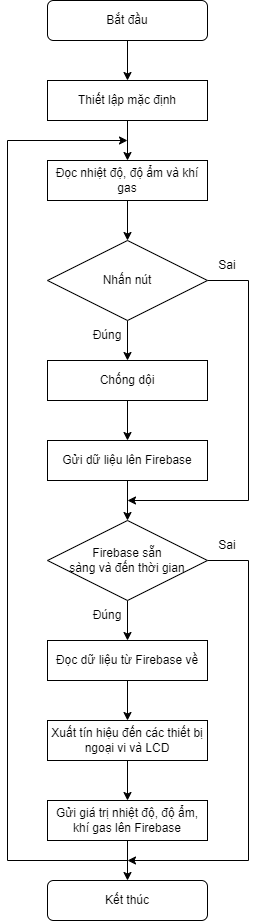 Bắt đầu
Thiết lập mặc định
Đọc nhiệt độ, độ ẩm và khí
gas
Nhấn nút
Sai
Đúng
Chống dội
Gửi dữ liệu lên Firebase
Firebase sẵn
sàng và đến thời gian
Sai
Đúng
Đọc dữ liệu từ Firebase về
Xuất tín hiệu đến các thiết bị
ngoại vi và LCD
Gửi giá trị nhiệt độ, độ ẩm,
khí gas lên Firebase
Kết thúc